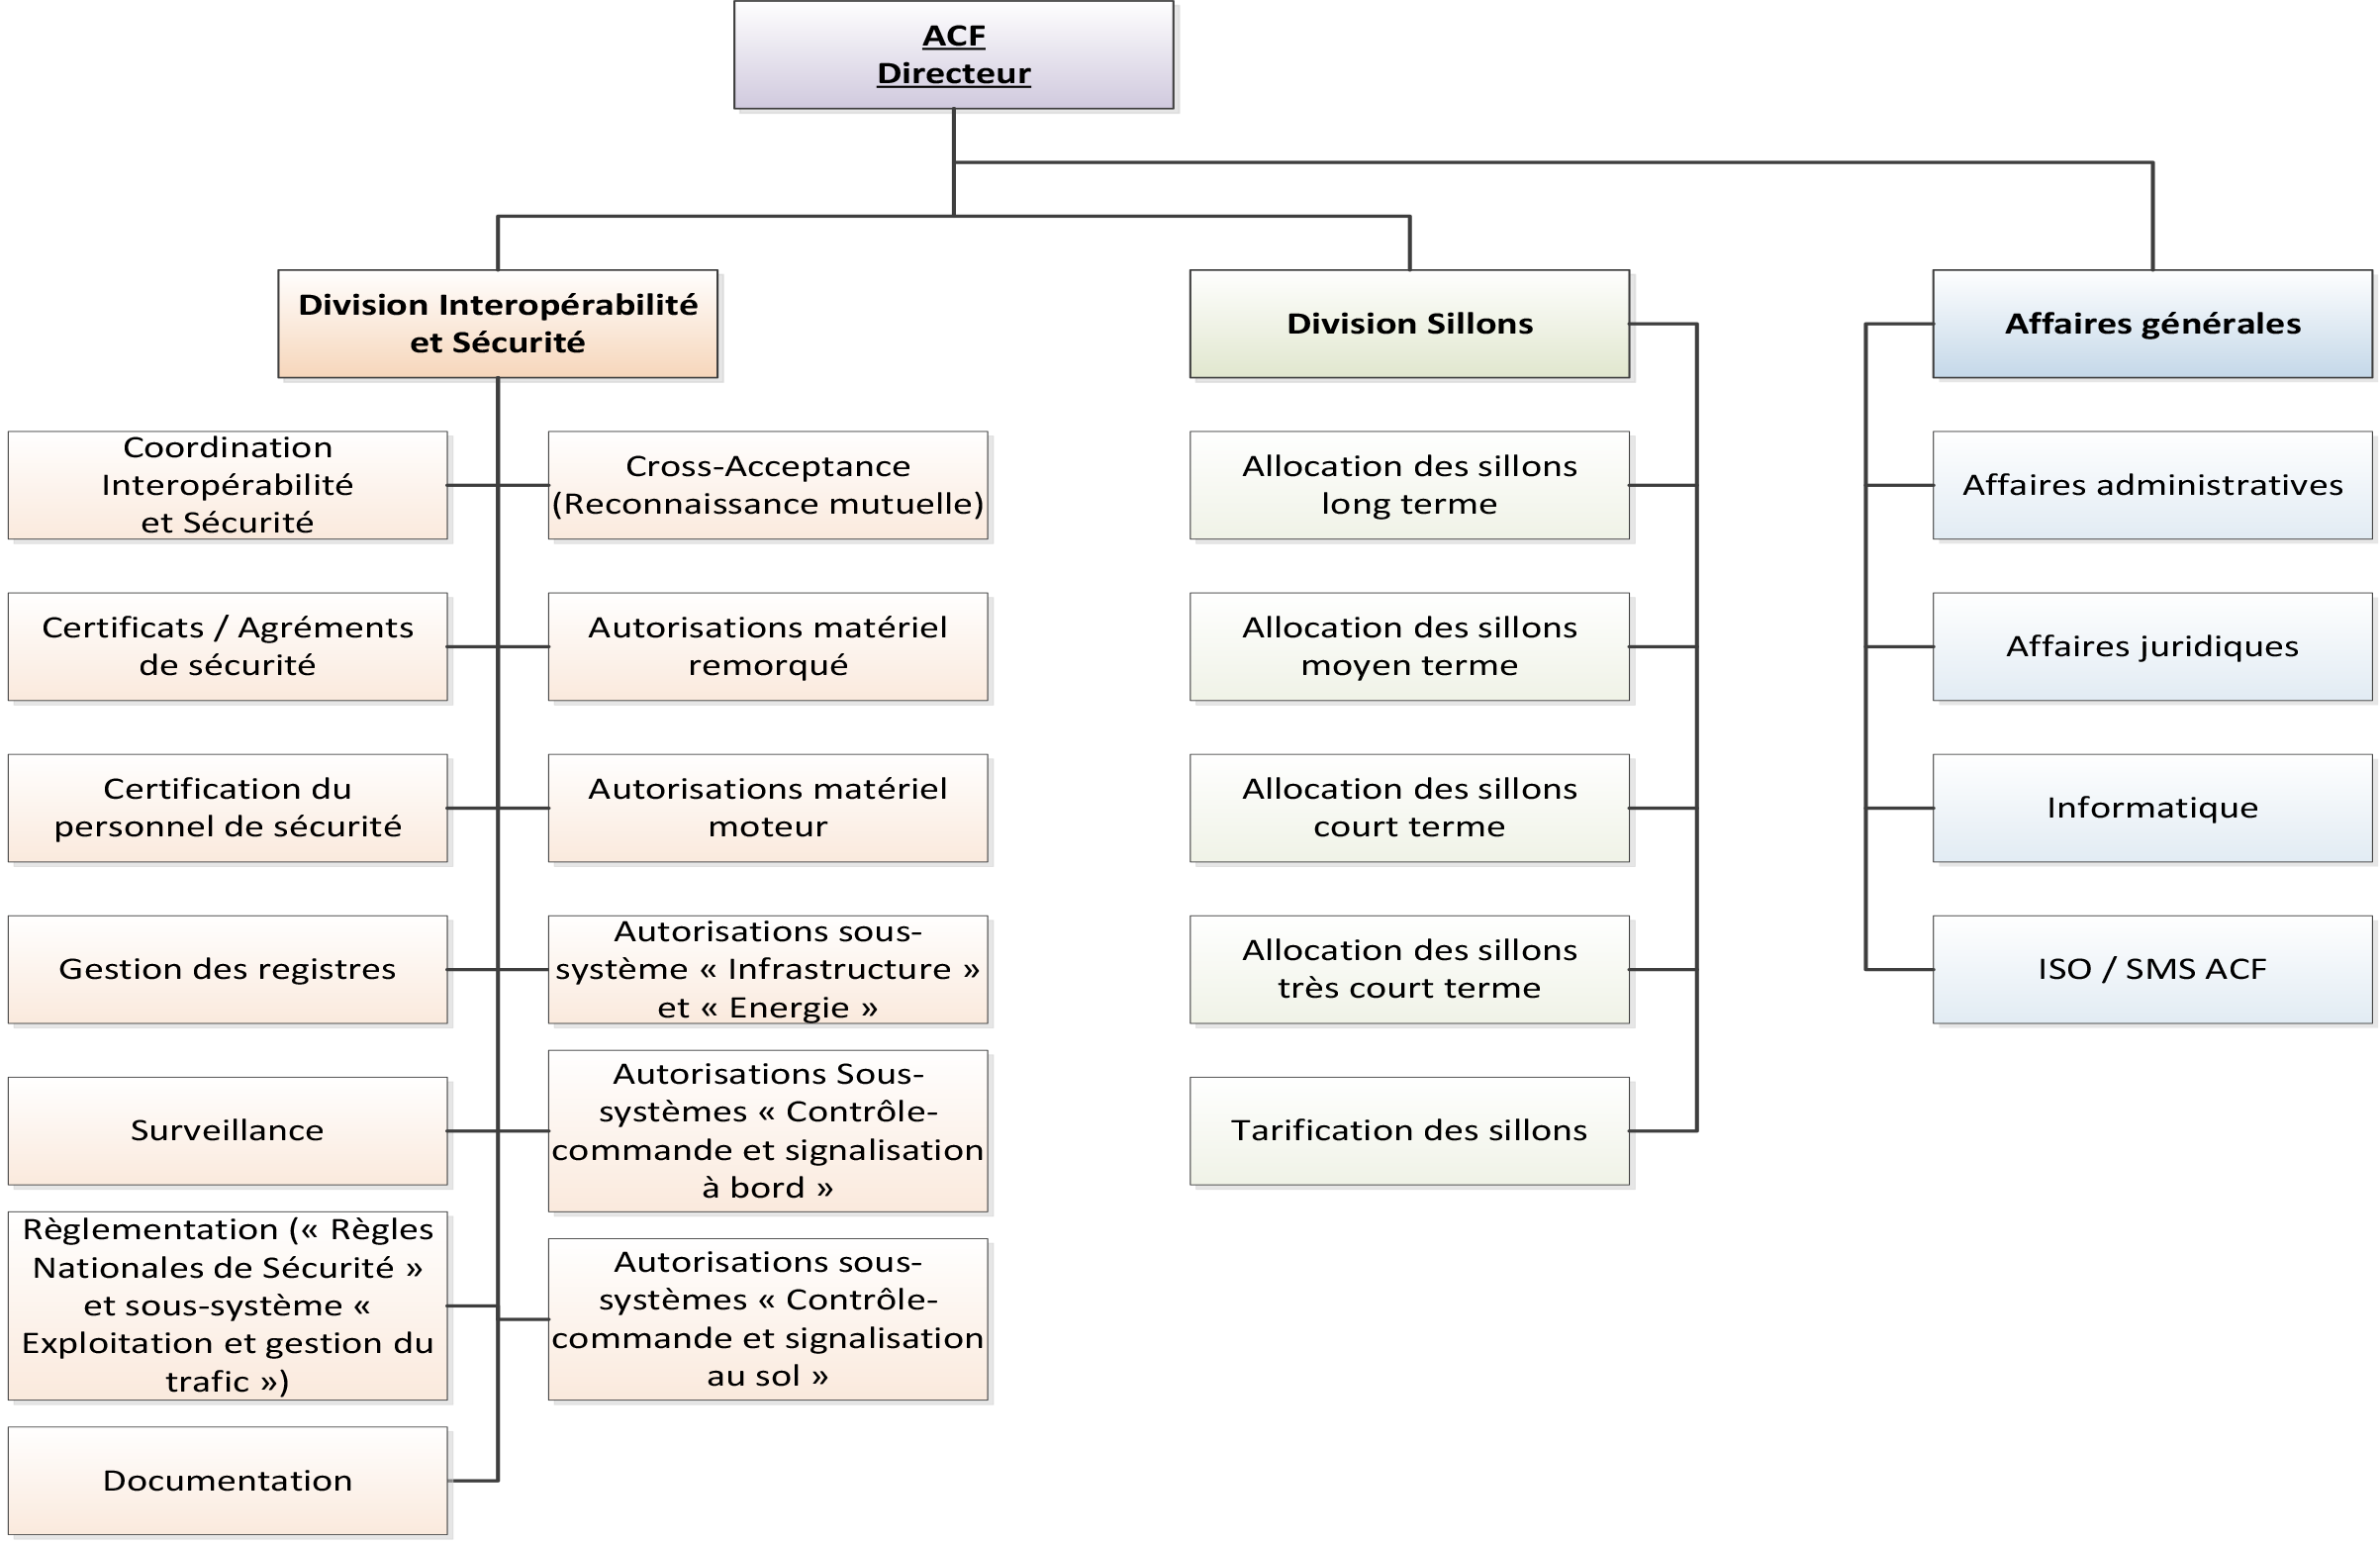 ACF
Directeur
Division Interopérabilité
et Sécurité
Division Sillons
Affaires générales
Coordination
Interopérabilité
et Sécurité
Cross-Acceptance
(Reconnaissance mutuelle)
Allocation des sillons
long terme
Affaires administratives
Certificats / Agréments
de sécurité
Autorisations matériel
remorqué
Allocation des sillons
moyen terme
Affaires juridiques
Certification du
personnel de sécurité
Autorisations matériel
moteur
Allocation des sillons
court terme
Informatique
Gestion des registres
Autorisations sous-
système « Infrastructure »
et « Energie »
Allocation des sillons
très court terme
ISO / SMS ACF
Surveillance
Autorisations Sous-
systèmes « Contrôle-
commande et signalisation
à bord »
Tarification des sillons
Règlementation (« Règles
Nationales de Sécurité »
et sous-système «
Exploitation et gestion du
trafic »)
Autorisations sous-
systèmes « Contrôle-
commande et signalisation
au sol »
Documentation